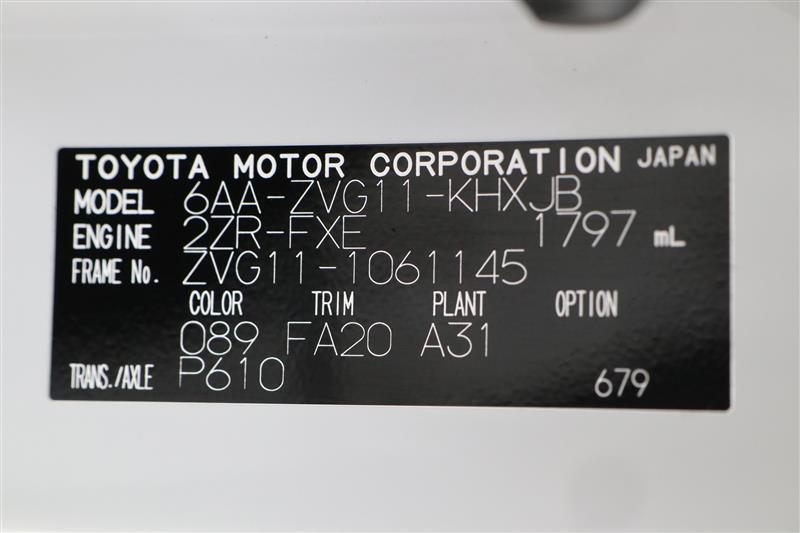 TOYOTA MOTOR CORPORATION JAPAN
MODEL 6AA-ZVG11-KHXJB
ENGINE 2ZR-FXE 1797 mL
FRAME No. ZVG11-1061145
COLOR TRIM PLANT OPTION
089 FA20 A31
TRANS./AXLE P610 679